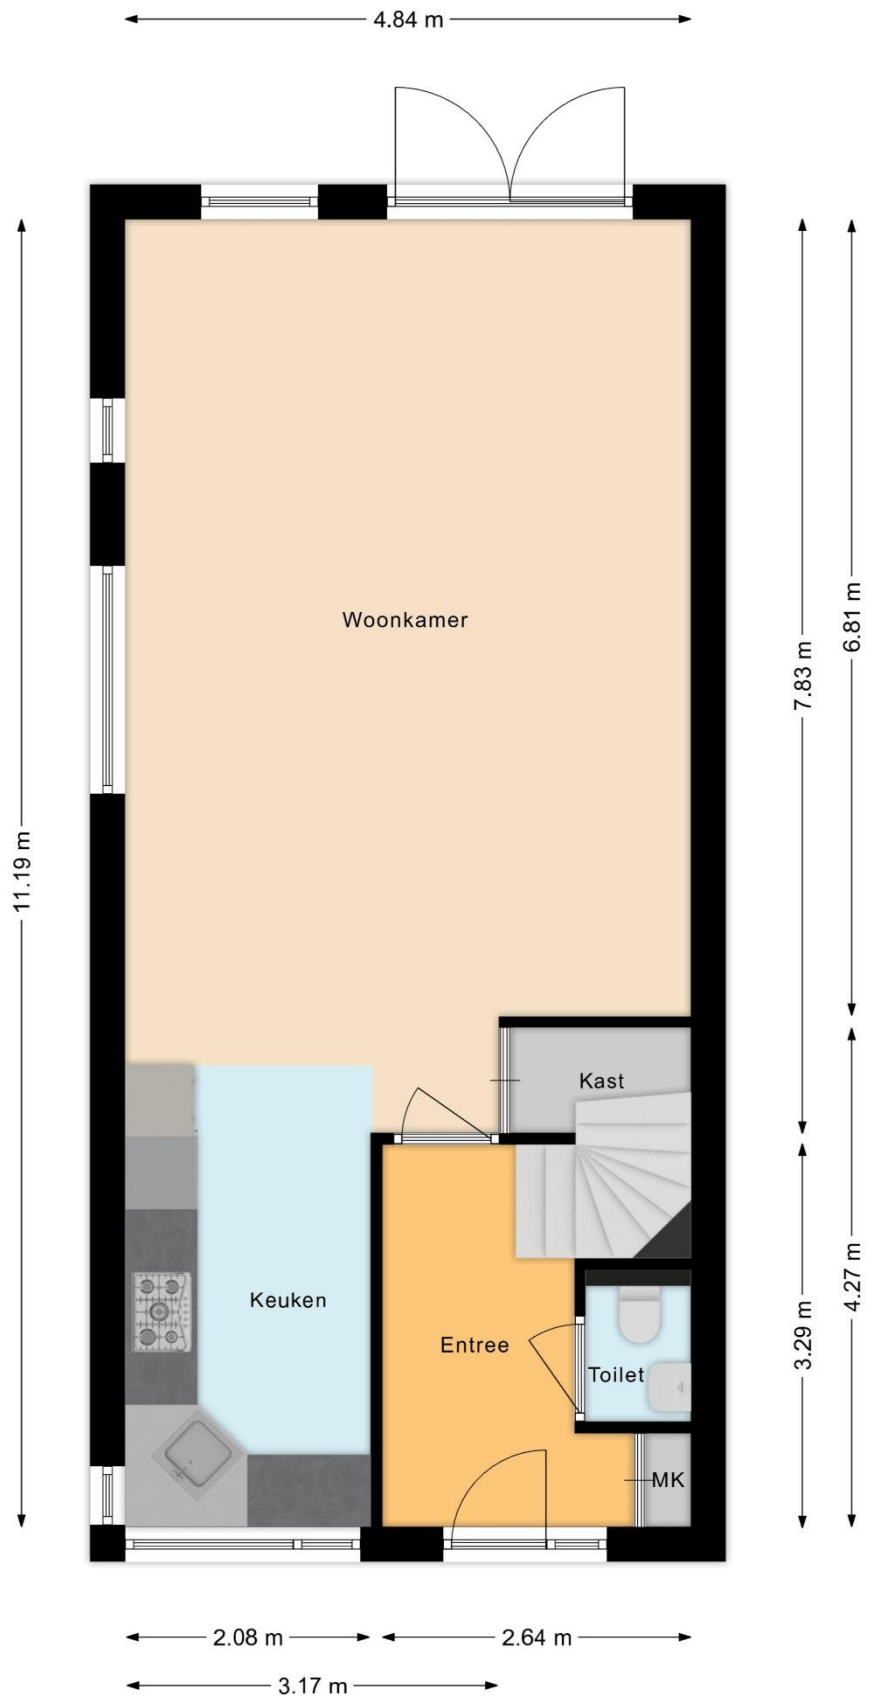 4.84 m
Woonkamer
6.81 m
7.83 m
11.19 m
Kast
Keuken
Entree
Toilet
4.27 m
3.29 m
MK
2.08 m
2.64 m
3.17 m